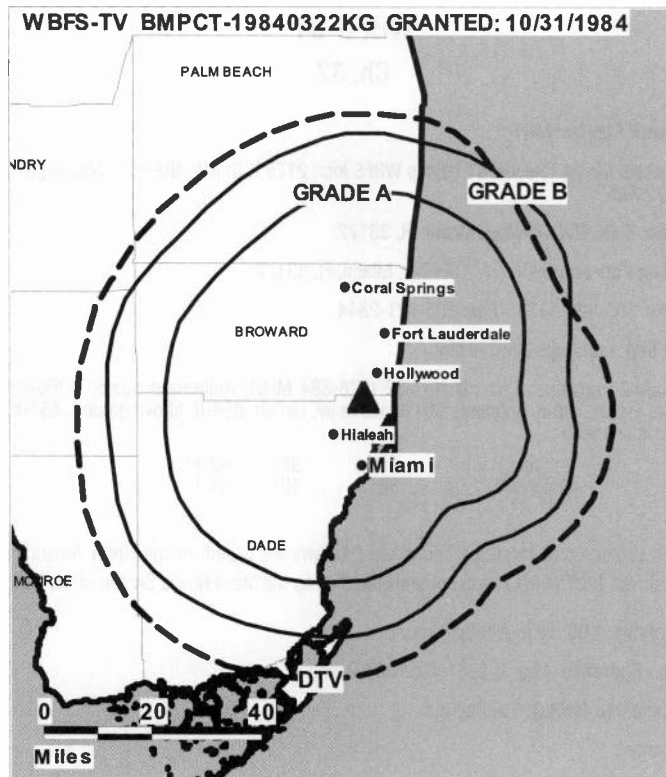 WBFS-TV BMPCT-19840322KG GRANTED: 10/31/1984
PALM BEACH
NDRY
GRADE A
GRADE B
Coral Springs
BROWARD
Fort Lauderdale
Hollywood
Hialeah
Miami
DADE
MONROE
DTV
0 20 40
Miles